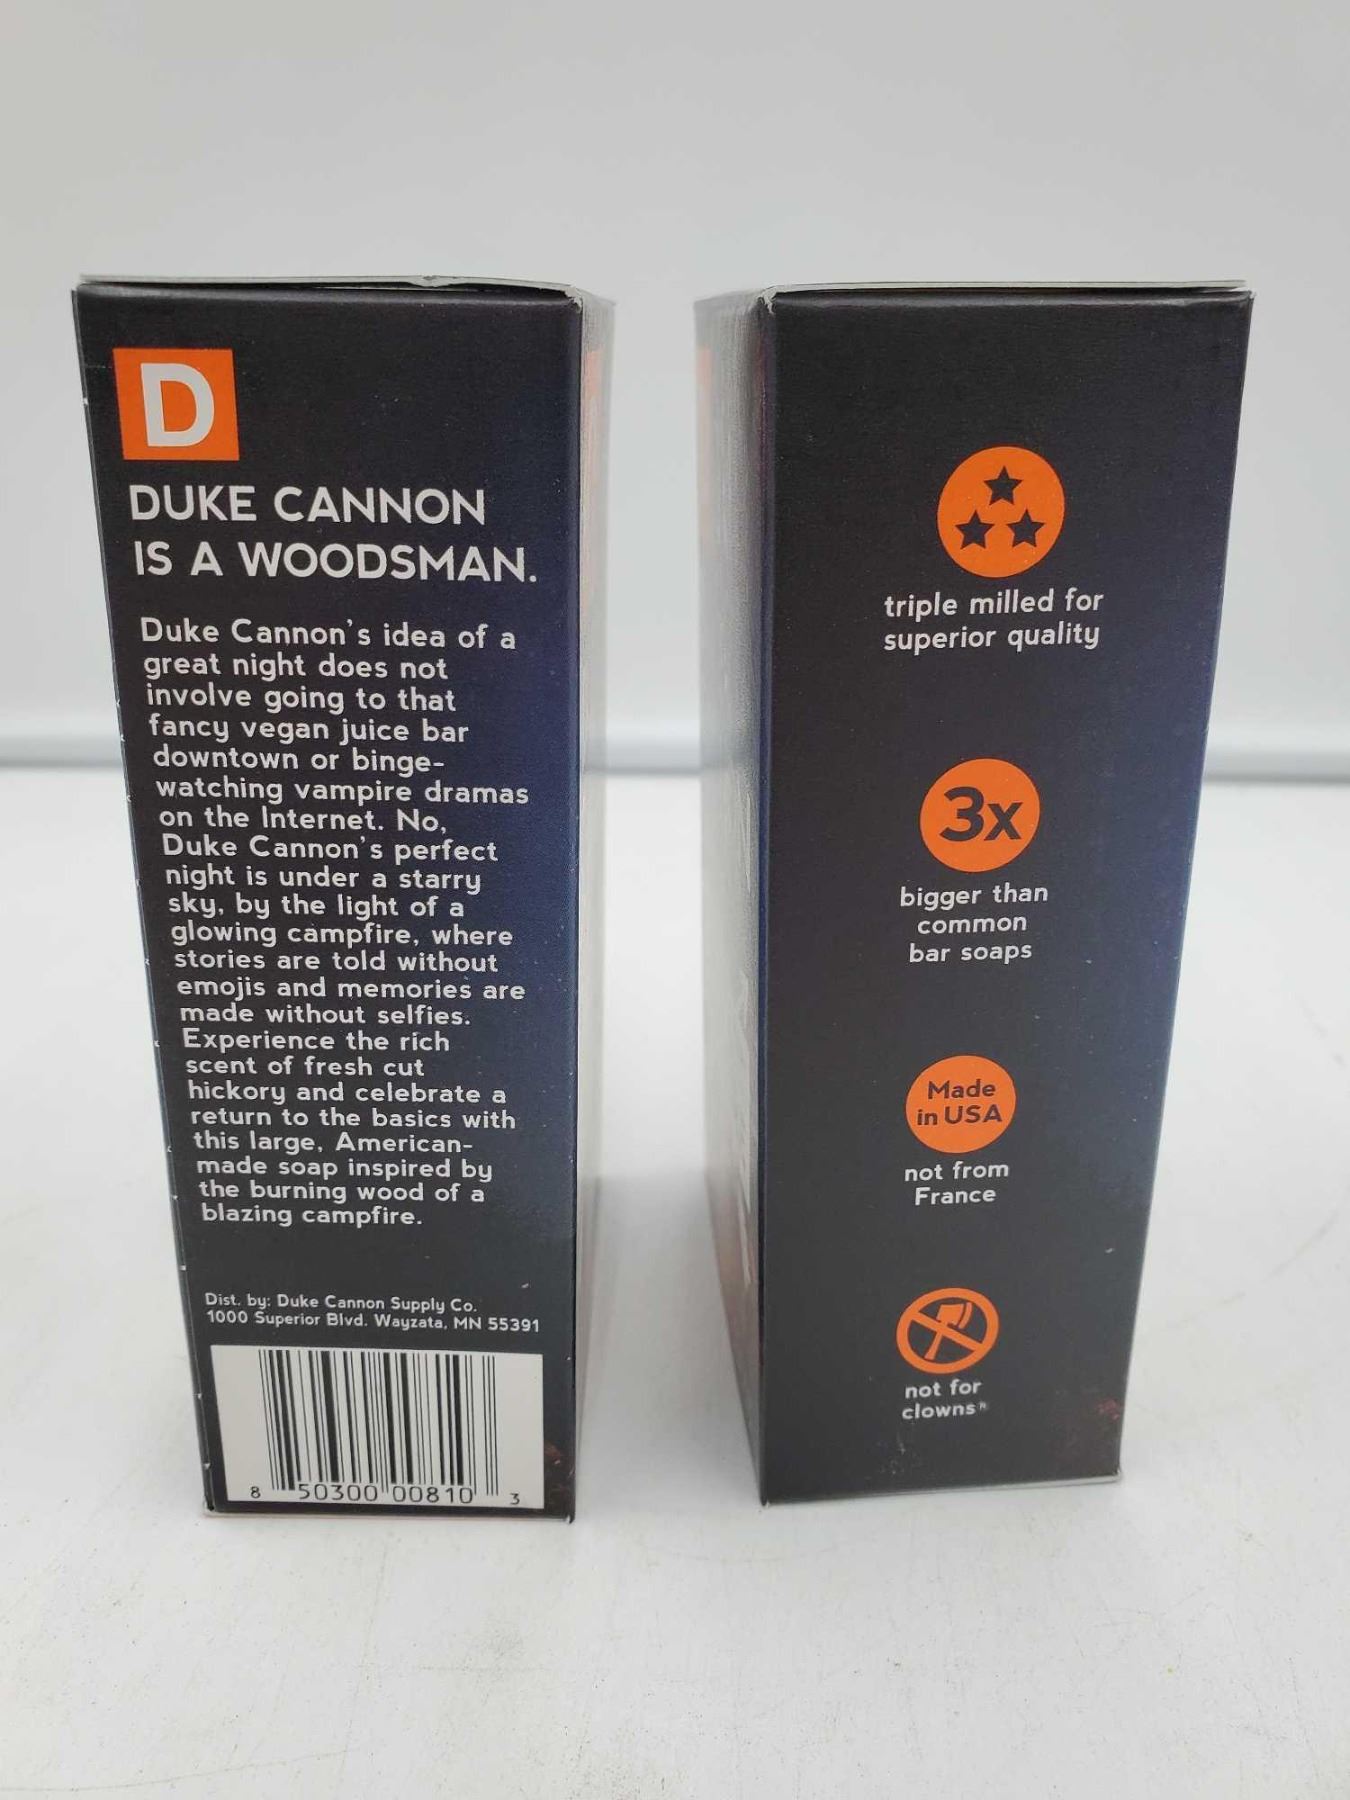 D
DUKE CANNON
IS A WOODSMAN.
Duke Cannon's idea of a
great night does not
involve going to that
fancy vegan juice bar
downtown or binge-
watching vampire dramas
on the Internet. No,
Duke Cannon's perfect
night is under a starry
sky, by the light of a
glowing campfire, where
stories are told without
emojis and memories are
made without selfies.
Experience the rich
scent of fresh cut
hickory and celebrate a
return to the basics with
this large, American-
made soap inspired by
the burning wood of a
blazing campfire.
Dist. by: Duke Cannon Supply Co.
1000 Superior Blvd. Wayzata, MN 55391
8 50300 00810 3
triple milled for
superior quality
3x
bigger than
common
bar soaps
Made
in USA
not from
France
not for
clowns®